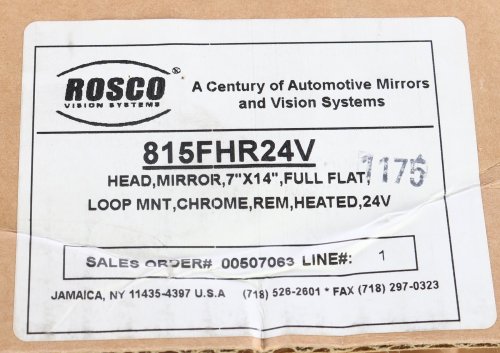 ROSCO®
VISION SYSTEMS
A Century of Automotive Mirrors
and Vision Systems
815FHR24V
HEAD,MIRROR,7"X14",FULL FLAT,
1175
LOOP MNT,CHROME,REM,HEATED,24V
SALES ORDER# 00507063 LINE#: 1
JAMAICA, NY 11435-4397 U.S.A (718) 526-2601 * FAX (718) 297-0323